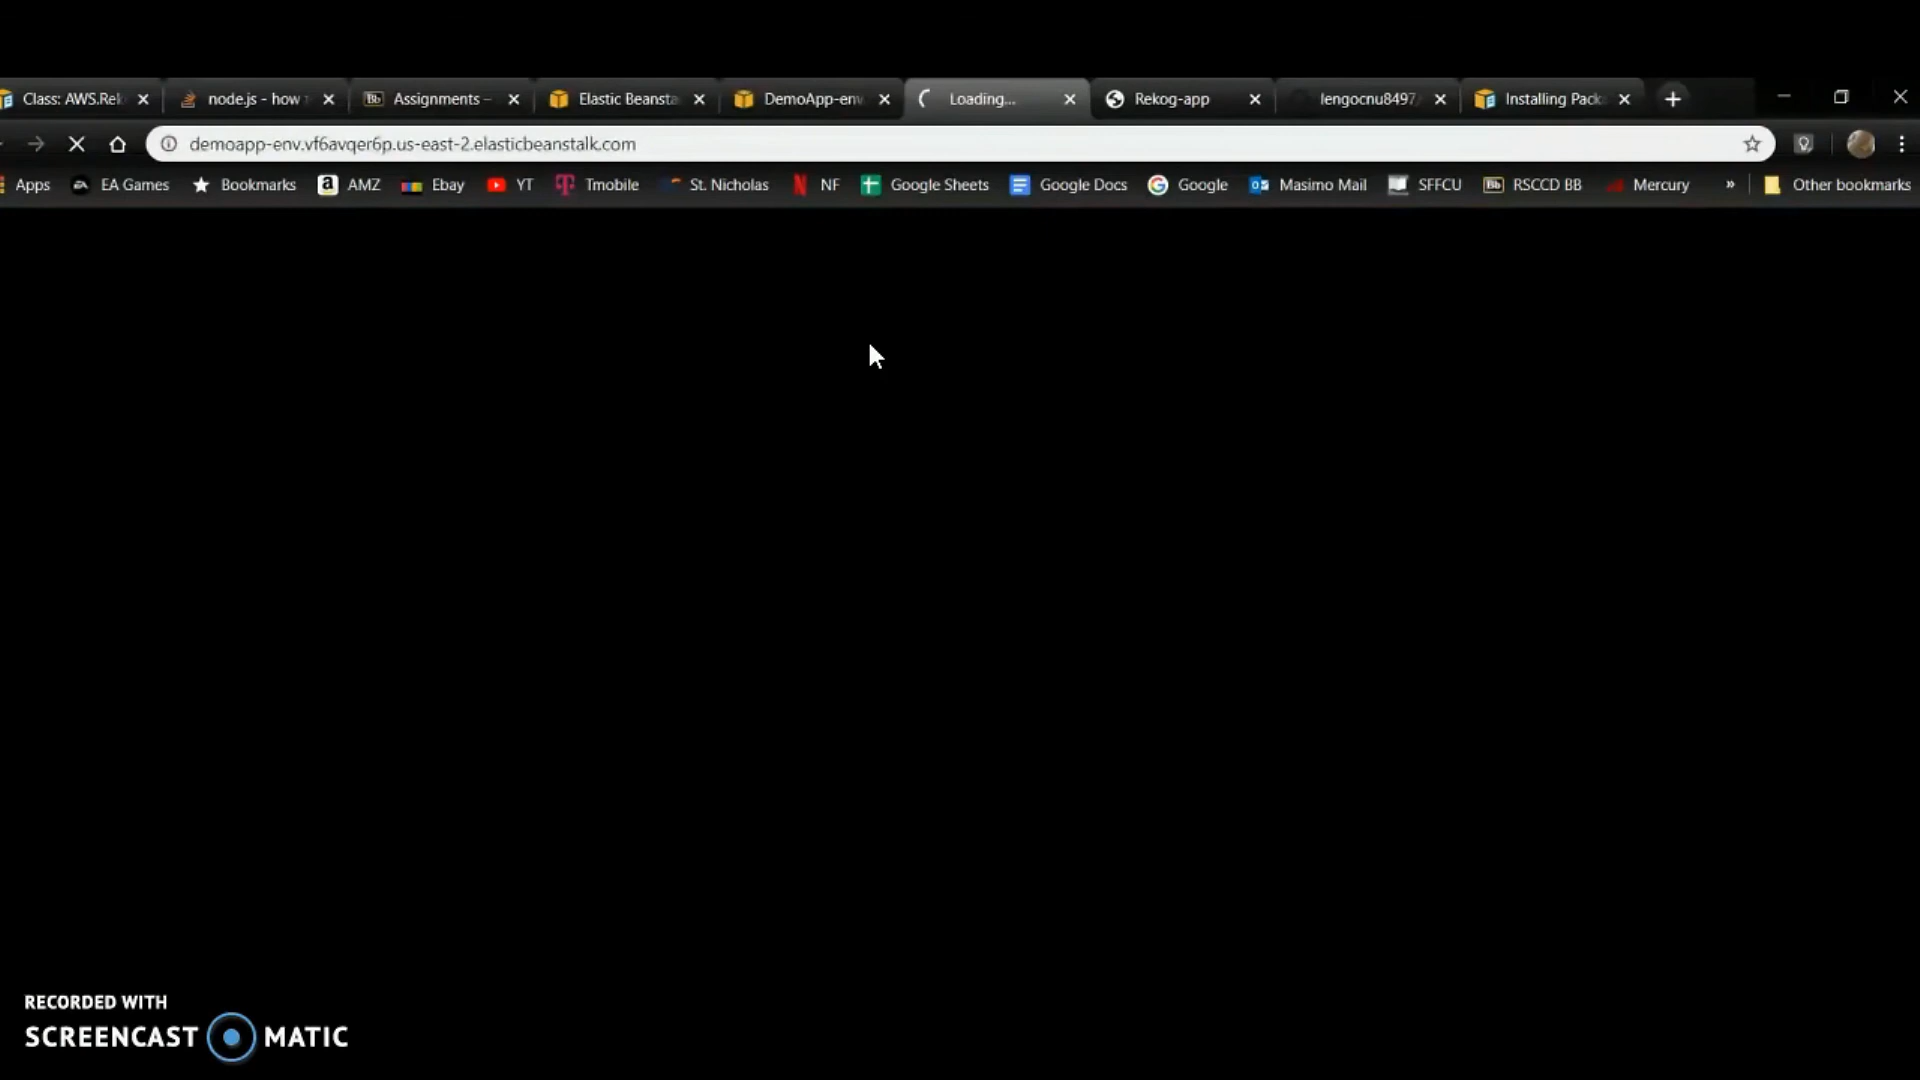 Class: AWS.Rek
node.js - how
Assignments –
Elastic Beansta
DemoApp-env
Loading...
Rekog-app
lengocnu8497
Installing Pack
demoapp-env.vf6avqer6p.us-east-2.elasticbeanstalk.com
Apps
EA Games
Bookmarks
AMZ
Ebay
YT
Tmobile
St. Nicholas
NF
Google Sheets
Google Docs
Google
Masimo Mail
SFFCU
RSCCD BB
Mercury
»
Other bookmarks
RECORDED WITH
SCREENCAST MATIC